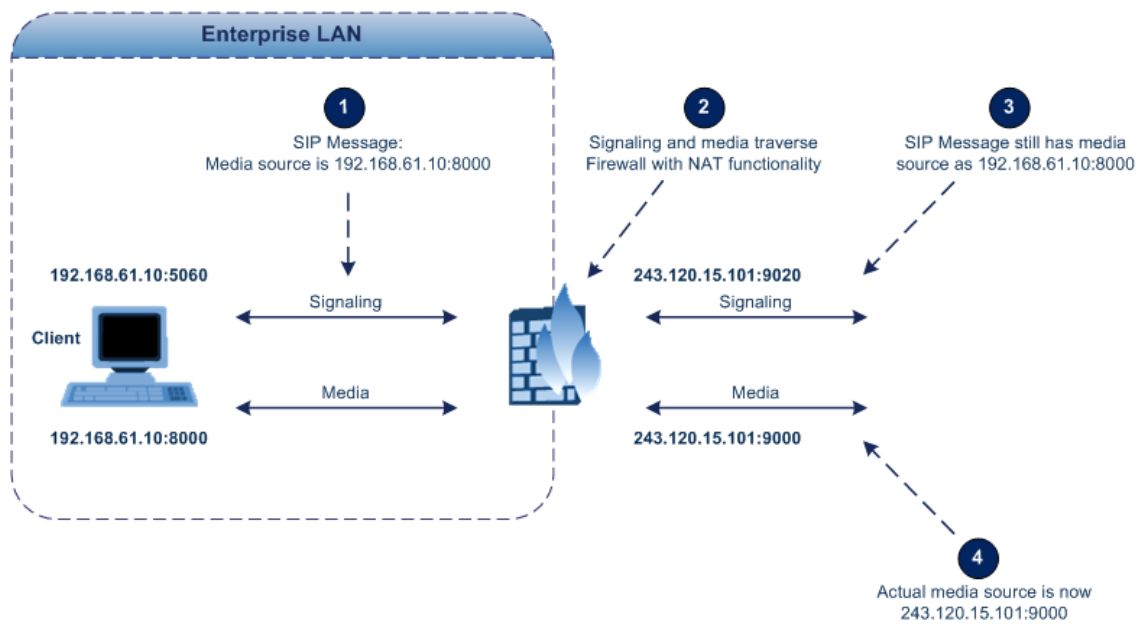 Enterprise LAN
1
SIP Message:
Media source is 192.168.61.10:8000
2
Signaling and media traverse
Firewall with NAT functionality
3
SIP Message still has media
source as 192.168.61.10:8000
192.168.61.10:5060
Signaling
243.120.15.101:9020
Signaling
Client
Media
192.168.61.10:8000
Media
243.120.15.101:9000
4
Actual media source is now
243.120.15.101:9000